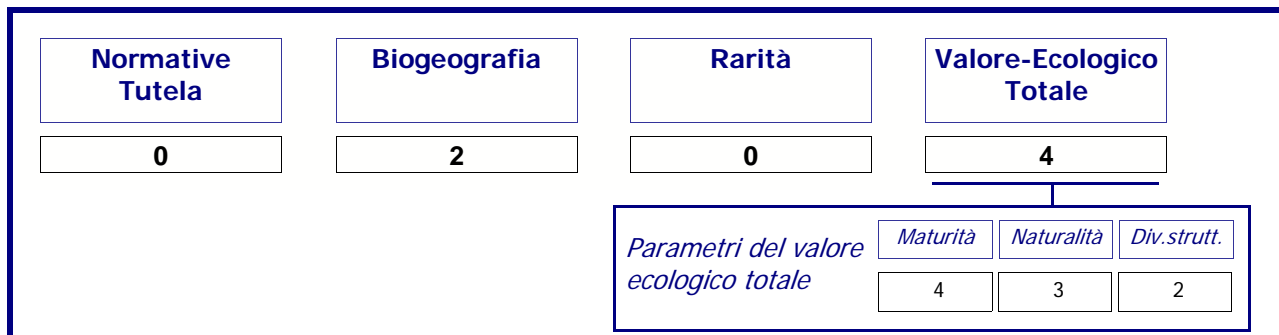 Normative
Tutela
Biogeografia
Rarità
Valore-Ecologico
Totale
0
2
0
4
Parametri del valore
ecologico totale
Maturità
Naturalità
Div.strutt.
4
3
2